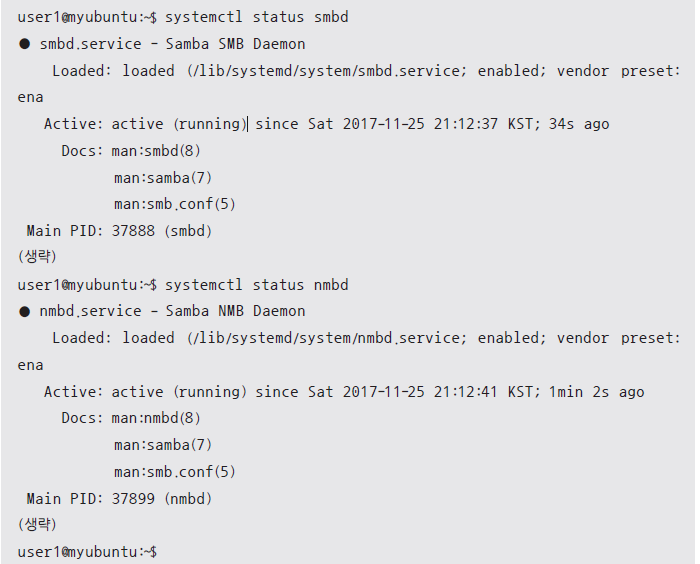 user1@myubuntu:~$ systemctl status smbd
● smbd.service - Samba SMB Daemon
Loaded: loaded (/lib/systemd/system/smbd.service; enabled; vendor preset:
ena
Active: active (running) since Sat 2017-11-25 21:12:37 KST; 34s ago
Docs: man:smbd(8)
man:samba(7)
man:smb.conf(5)
Main PID: 37888 (smbd)
(생략)
user1@myubuntu:~$ systemctl status nmbd
● nmbd.service - Samba NMB Daemon
Loaded: loaded (/lib/systemd/system/nmbd.service; enabled; vendor preset:
ena
Active: active (running) since Sat 2017-11-25 21:12:41 KST; 1min 2s ago
Docs: man:nmbd(8)
man:samba(7)
man:smb.conf(5)
Main PID: 37899 (nmbd)
(생략)
user1@myubuntu:~$